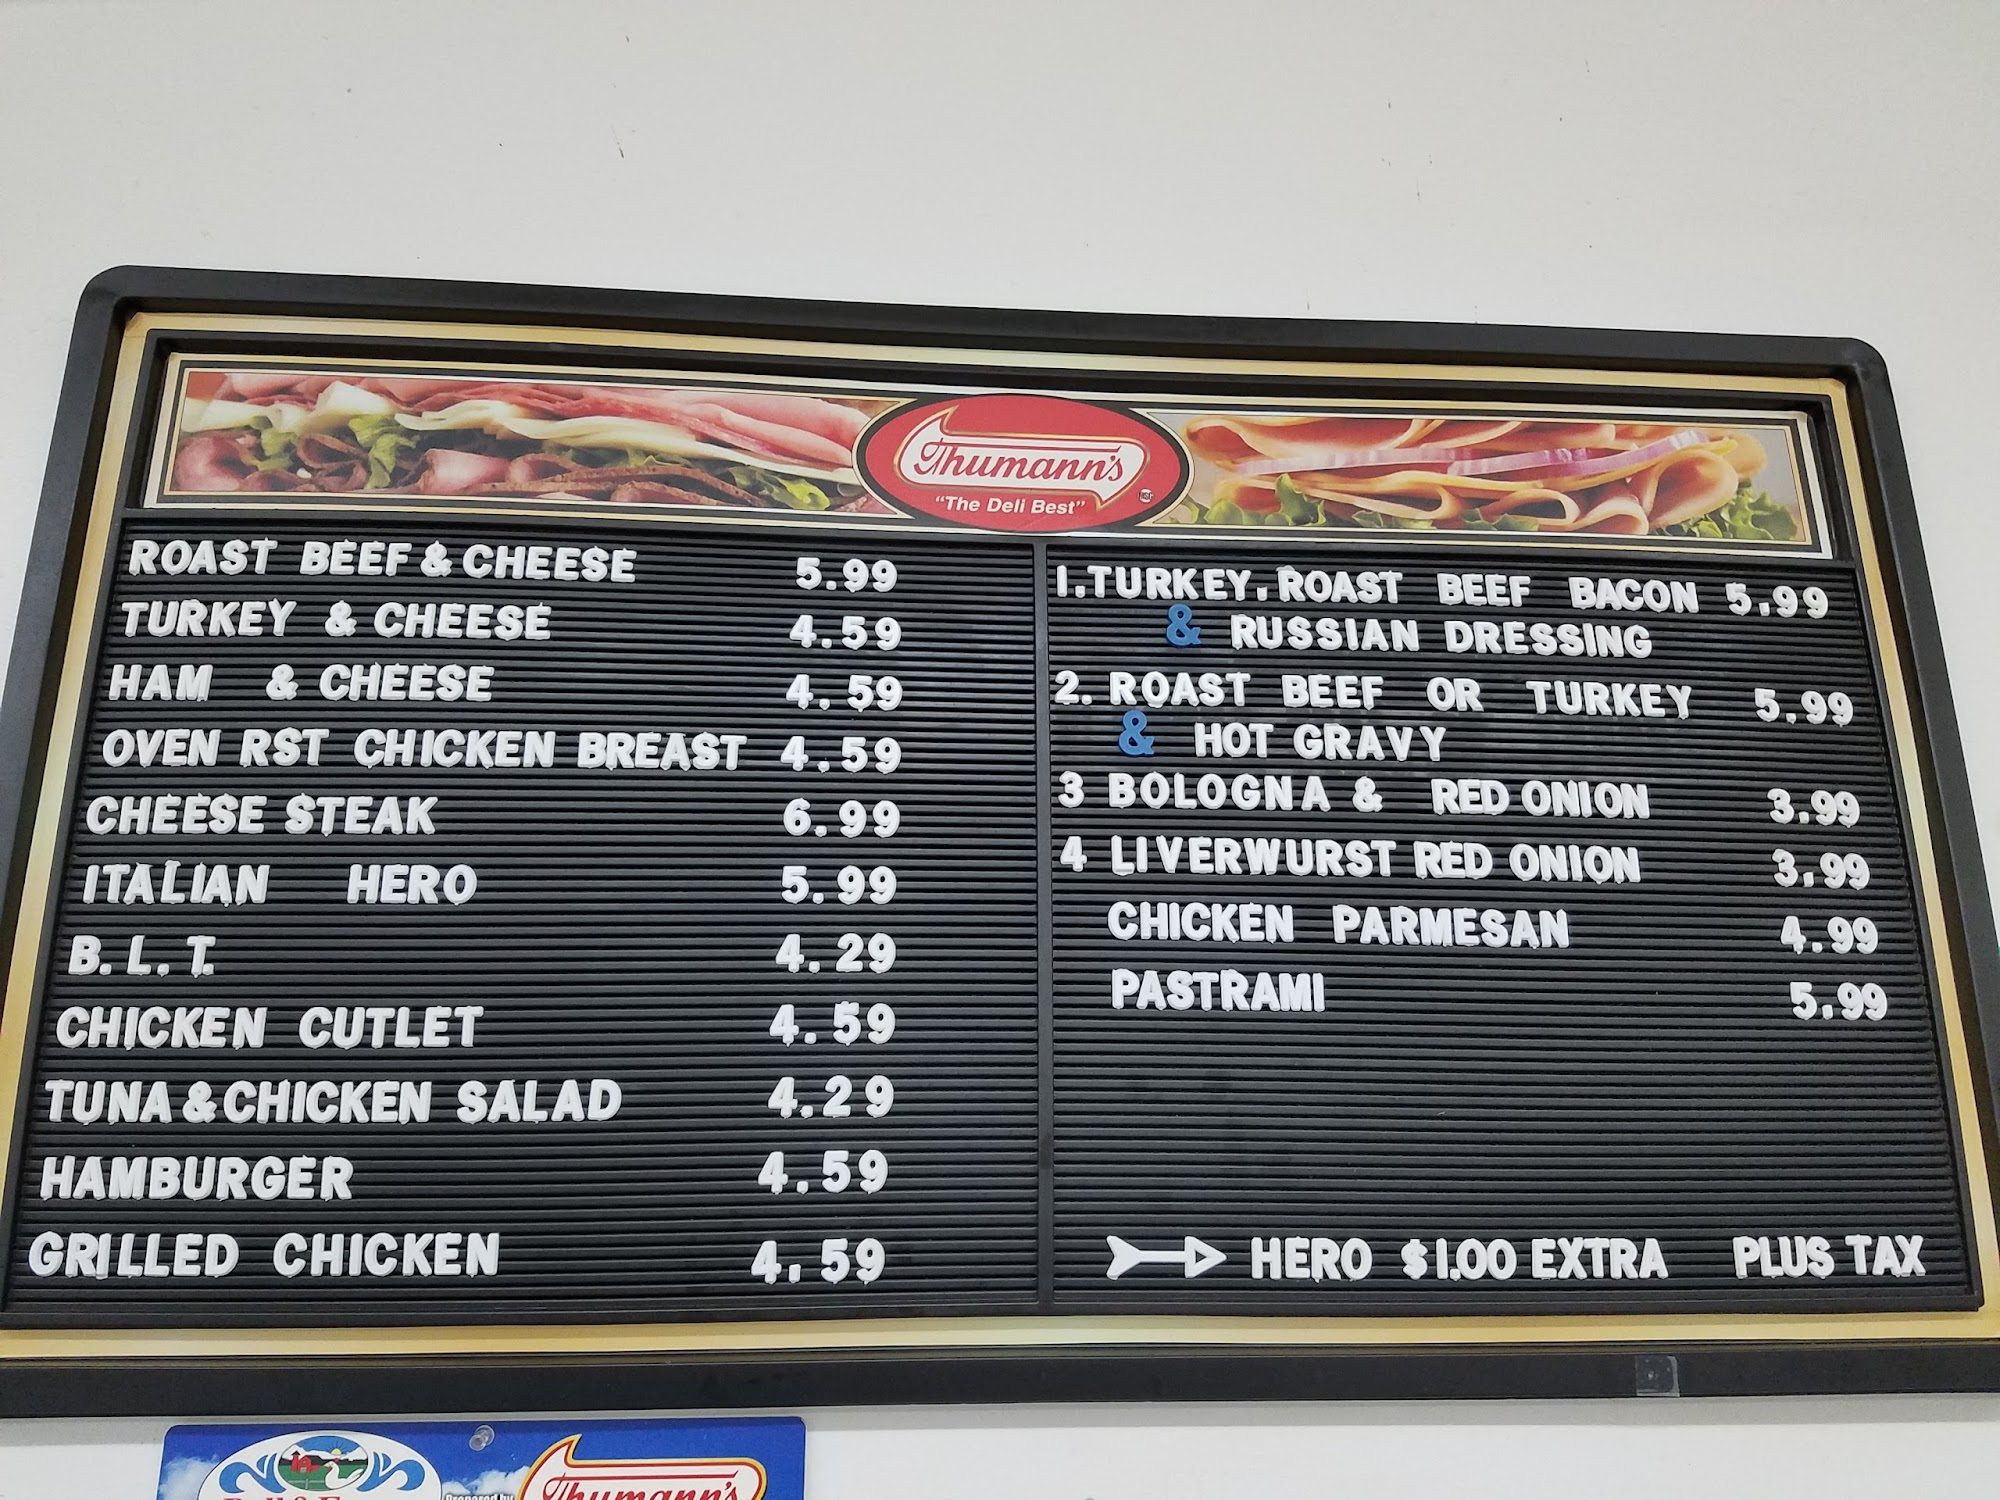 Thumann's
"The Deli Best"
ROAST BEEF & CHEESE 5.99
TURKEY & CHEESE 4.59
HAM & CHEESE 4.59
OVEN RST CHICKEN BREAST 4.59
CHEESE STEAK 6.99
ITALIAN HERO 5.99
B. L. T. 4.29
CHICKEN CUTLET 4.59
TUNA & CHICKEN SALAD 4.29
HAMBURGER 4.59
GRILLED CHICKEN 4.59
1. TURKEY. ROAST BEEF BACON 5.99
& RUSSIAN DRESSING
2. ROAST BEEF OR TURKEY 5.99
& HOT GRAVY
3 BOLOGNA & RED ONION 3.99
4 LIVERWURST RED ONION 3.99
CHICKEN PARMESAN 4.99
PASTRAMI 5.99
HERO $1.00 EXTRA PLUS TAX
Prepared by
Thumann's